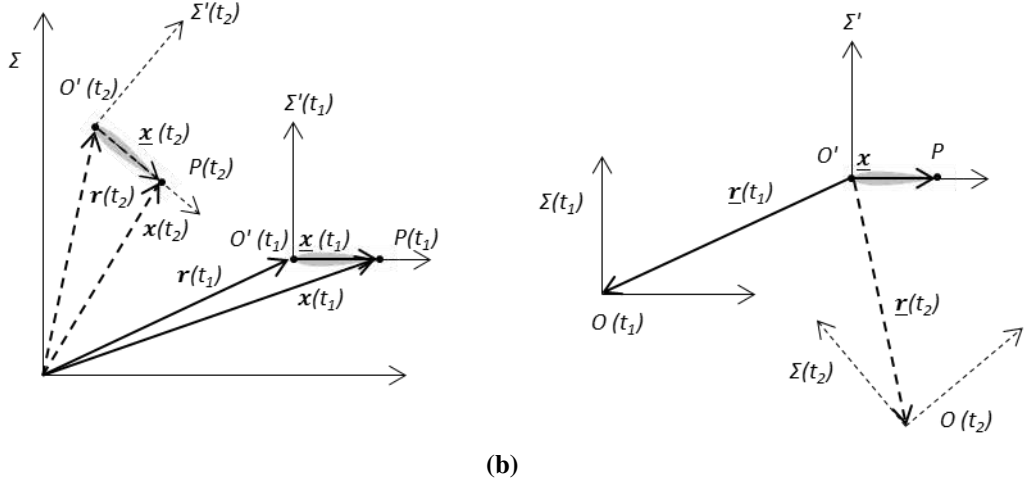 Σ
Σ'(t₂)
O' (t₂)
x (t₂)
P(t₂)
r(t₂)
x(t₂)
Σ'(t₁)
O' (t₁)
x (t₁)
P(t₁)
r(t₁)
x(t₁)
Σ'
O'
x
P
r(t₁)
Σ(t₁)
O (t₁)
r(t₂)
Σ(t₂)
O (t₂)
(b)